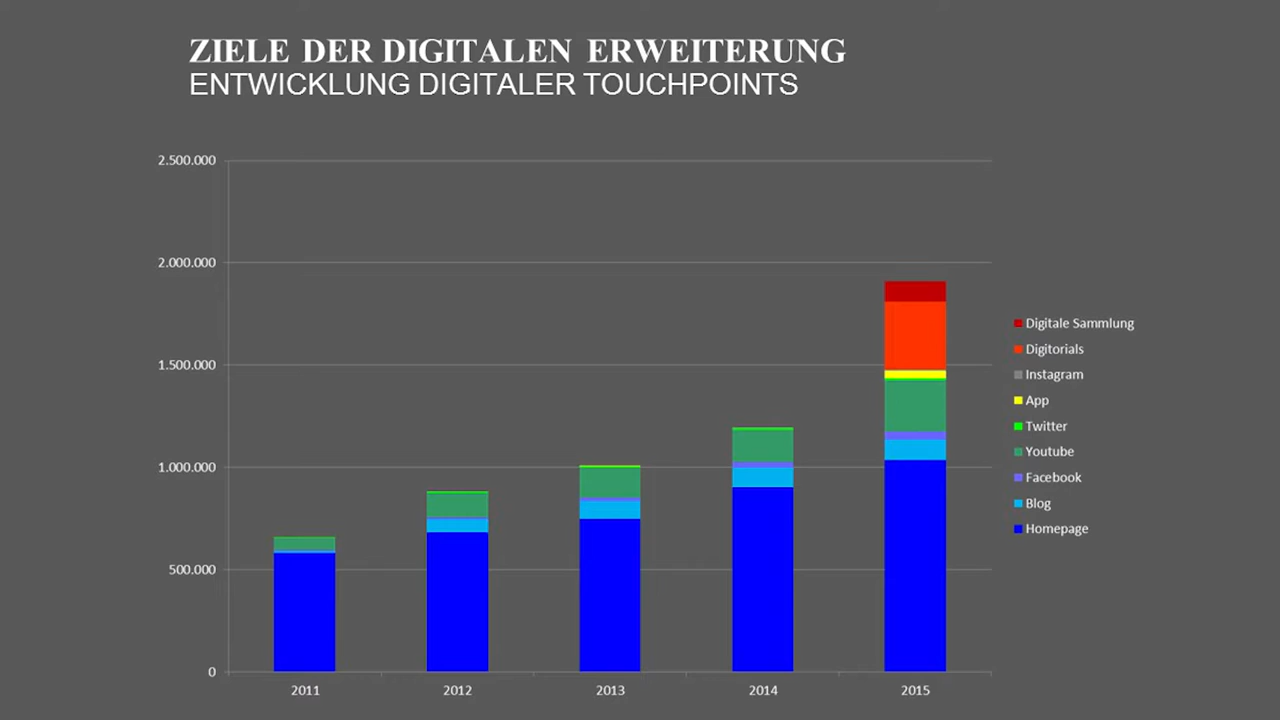 ZIELE DER DIGITALEN ERWEITERUNG
ENTWICKLUNG DIGITALER TOUCHPOINTS
2.500.000
2.000.000
1.500.000
1.000.000
500.000
0
2011
2012
2013
2014
2015
Digitale Sammlung
Digitorials
Instagram
App
Twitter
Youtube
Facebook
Blog
Homepage